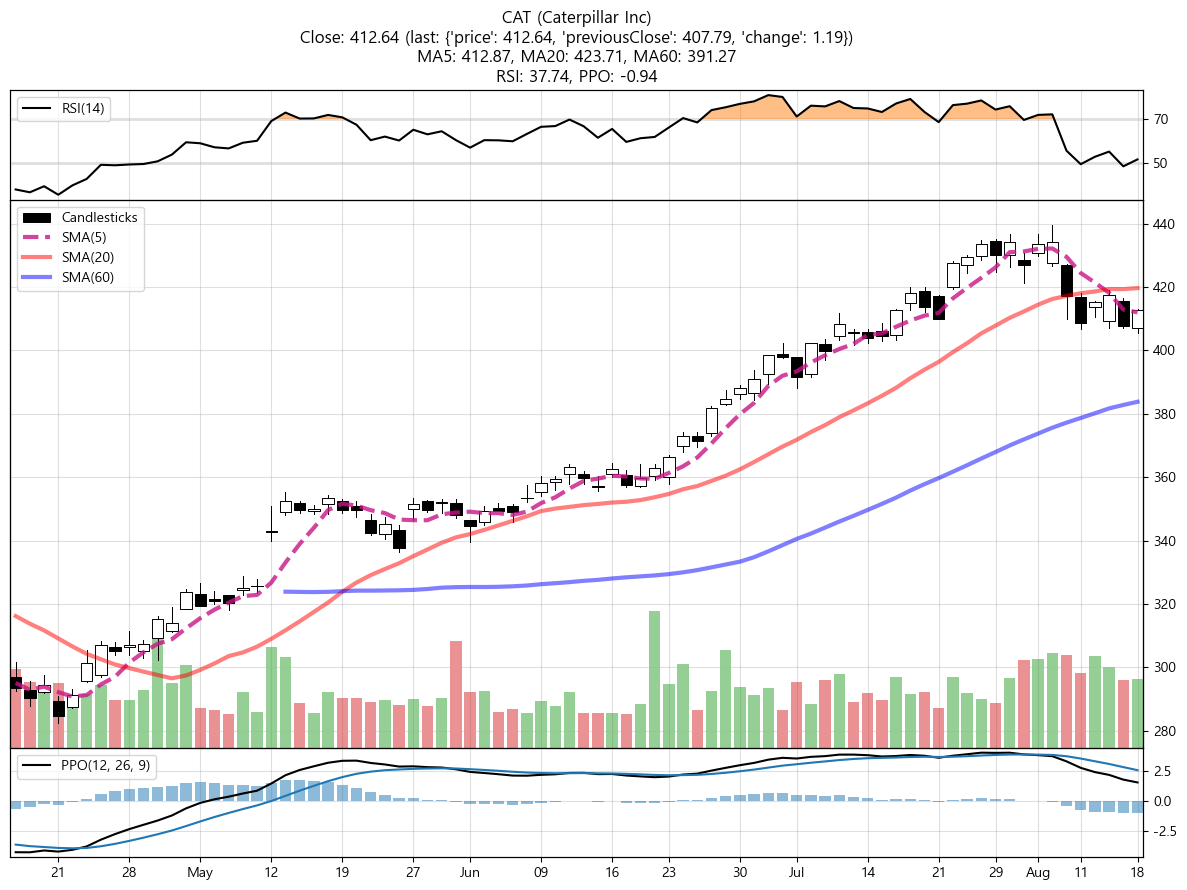 CAT (Caterpillar Inc)
Close: 412.64 (last: {'price': 412.64, 'previousClose': 407.79, 'change': 1.19})
MA5: 412.87, MA20: 423.71, MA60: 391.27
RSI: 37.74, PPO: -0.94
RSI(14)
70
50
Candlesticks
SMA(5)
SMA(20)
SMA(60)
440
420
400
380
360
340
320
300
280
PPO(12, 26, 9)
2.5
0.0
−2.5
21 28 May 12 19 27 Jun 09 16 23 30 Jul 14 21 29 Aug 11 18